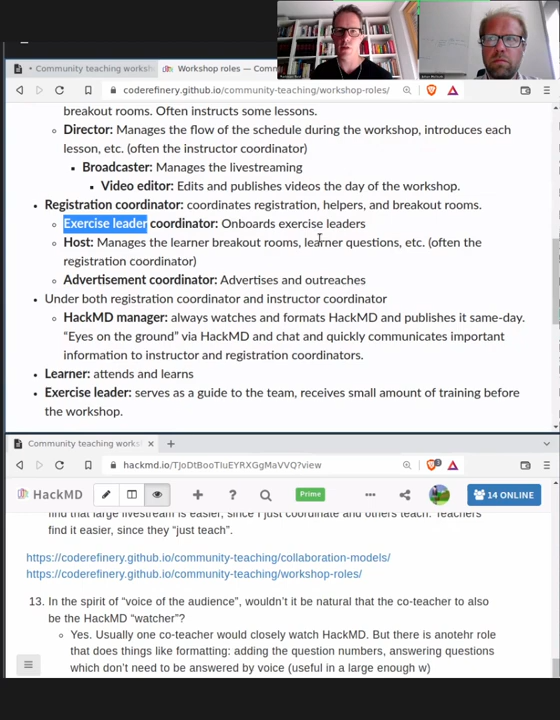 Community teaching worksh
Workshop roles — Comm
coderefinery.github.io/community-teaching/workshop-roles/
breakout rooms. Often instructs some lessons.
Director: Manages the flow of the schedule during the workshop, introduces each
lesson, etc. (often the instructor coordinator)
Broadcaster: Manages the livestreaming
Video editor: Edits and publishes videos the day of the workshop.
Registration coordinator: coordinates registration, helpers, and breakout rooms.
Exercise leader coordinator: Onboards exercise leaders
Host: Manages the learner breakout rooms, learner questions, etc. (often the
registration coordinator)
Advertisement coordinator: Advertises and outreaches
Under both registration coordinator and instructor coordinator
HackMD manager: always watches and formats HackMD and publishes it same-day.
“Eyes on the ground” via HackMD and chat and quickly communicates important
information to instructor and registration coordinators.
Learner: attends and learns
Exercise leader: serves as a guide to the team, receives small amount of training before
the workshop.
Community teaching works
hackmd.io/TJoDtBooTIuEYRXGgMaVVQ?view
HackMD
Prime
14 ONLINE
find that large livestream is easier, since I just coordinate and others teach. Teachers
find it easier, since they “just teach”.
https://coderefinery.github.io/community-teaching/collaboration-models/
https://coderefinery.github.io/community-teaching/workshop-roles/
13. In the spirit of “voice of the audience”, wouldn’t it be natural that the co-teacher to also
be the HackMD “watcher”?
Yes. Usually one co-teacher would closely watch HackMD. But there is anotehr role
that does things like formatting: adding the question numbers, answering questions
which don’t need to be answered by voice (useful in a large enough w)